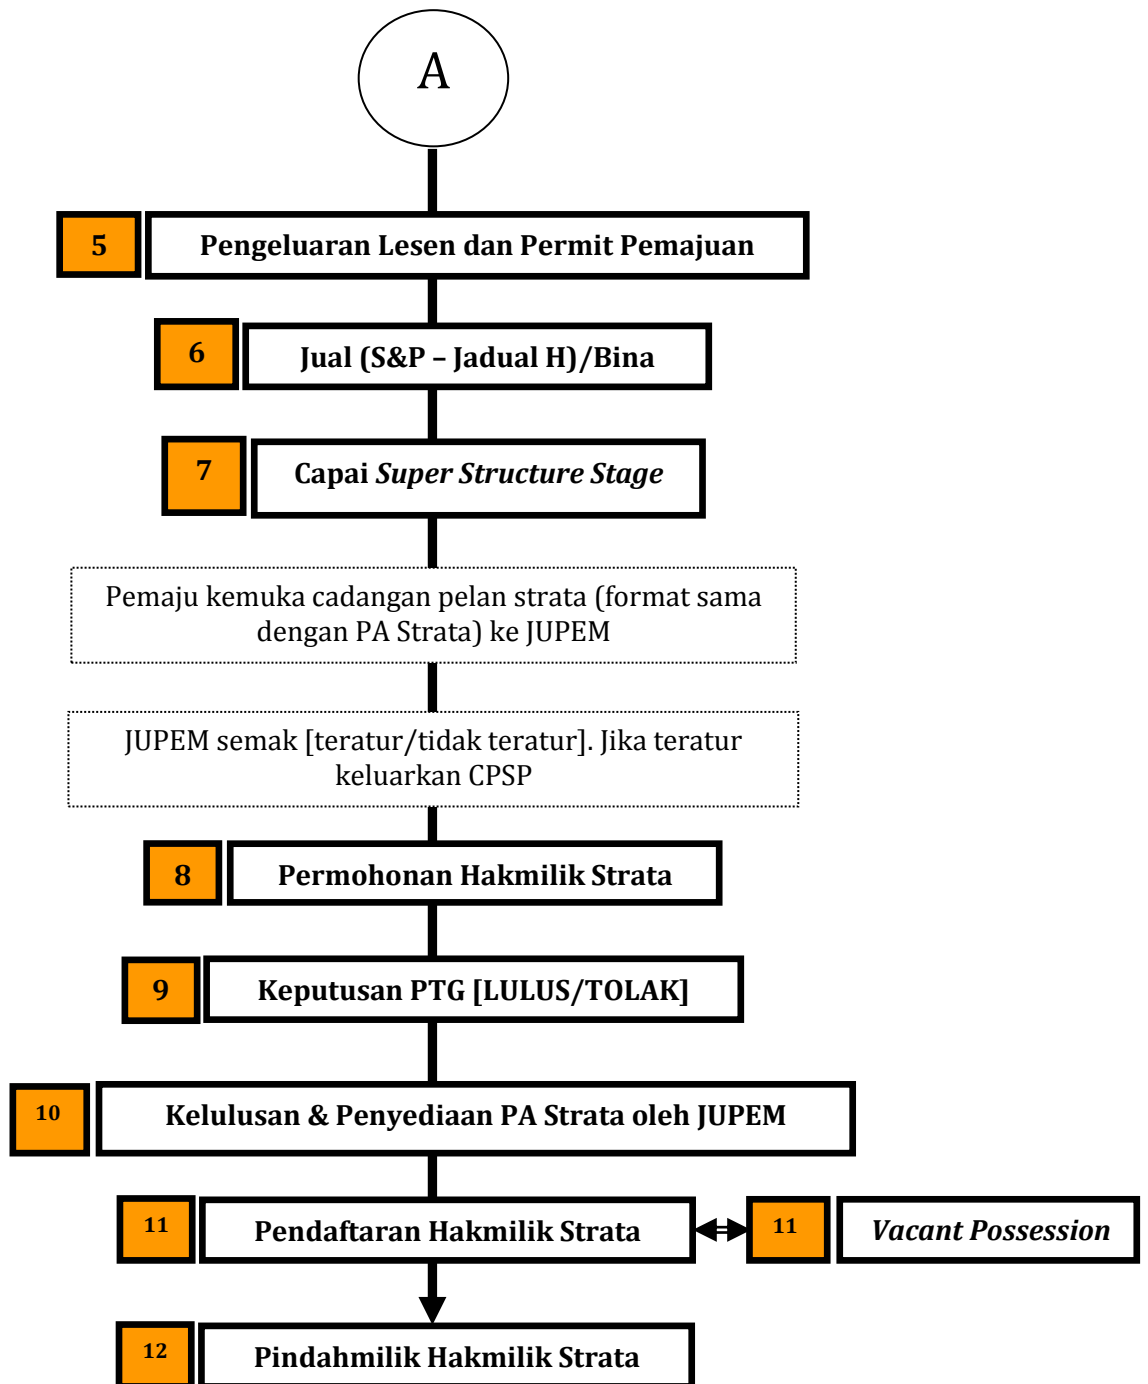 A
5
Pengeluaran Lesen dan Permit Pemajuan
6
Jual (S&P – Jadual H)/Bina
7
Capai Super Structure Stage
Pemaju kemuka cadangan pelan strata (format sama
dengan PA Strata) ke JUPEM
JUPEM semak [teratur/tidak teratur]. Jika teratur
keluarkan CPSP
8
Permohonan Hakmilik Strata
9
Keputusan PTG [LULUS/TOLAK]
10
Kelulusan & Penyediaan PA Strata oleh JUPEM
11
Pendaftaran Hakmilik Strata
11
Vacant Possession
12
Pindahmilik Hakmilik Strata